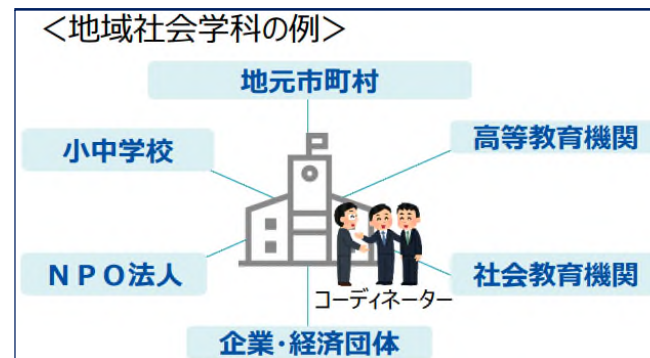 ＜地域社会学科の例＞
地元市町村
小中学校
高等教育機関
ＮＰＯ法人
社会教育機関
コーディネーター
企業・経済団体